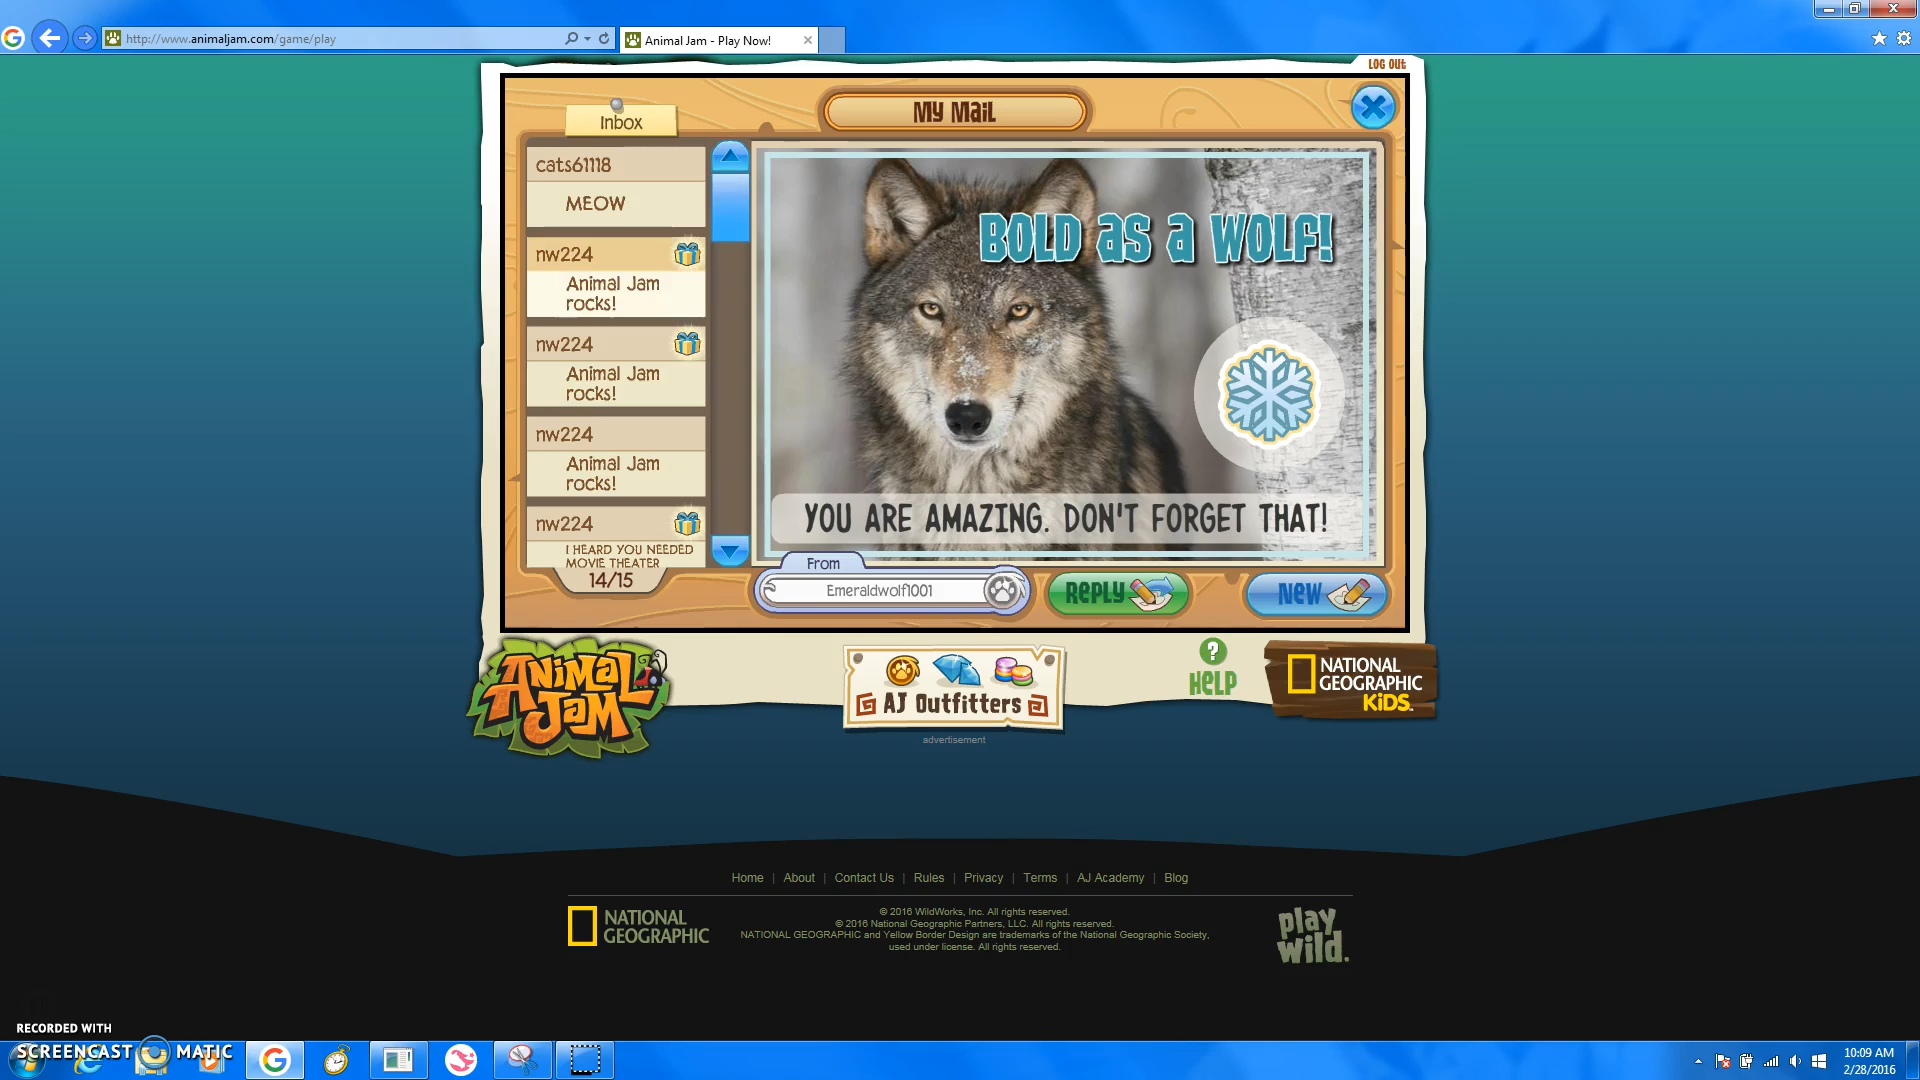 http://www.animaljam.com/game/play
Animal Jam - Play Now!
LOG OUT
Inbox
My Mail
cats61118
MEOW
nw224
Animal Jam
rocks!
nw224
Animal Jam
rocks!
nw224
Animal Jam
rocks!
nw224
I HEARD YOU NEEDED
MOVIE THEATER
14/15
BOLD as a WOLF!
YOU ARE AMAZING. DON'T FORGET THAT!
From
Emeraldwolf1001
REPLY
NEW
ANIMAL
JAM
AJ Outfitters
advertisement
?
HELP
NATIONAL
GEOGRAPHIC
KiDS
Home | About | Contact Us | Rules | Privacy | Terms | AJ Academy | Blog
NATIONAL
GEOGRAPHIC
© 2016 WildWorks, Inc. All rights reserved.
© 2016 National Geographic Partners, LLC. All rights reserved.
NATIONAL GEOGRAPHIC and Yellow Border Design are trademarks of the National Geographic Society,
used under license. All rights reserved.
play
wild.
RECORDED WITH
SCREENCAST MATIC
10:09 AM
2/28/2016